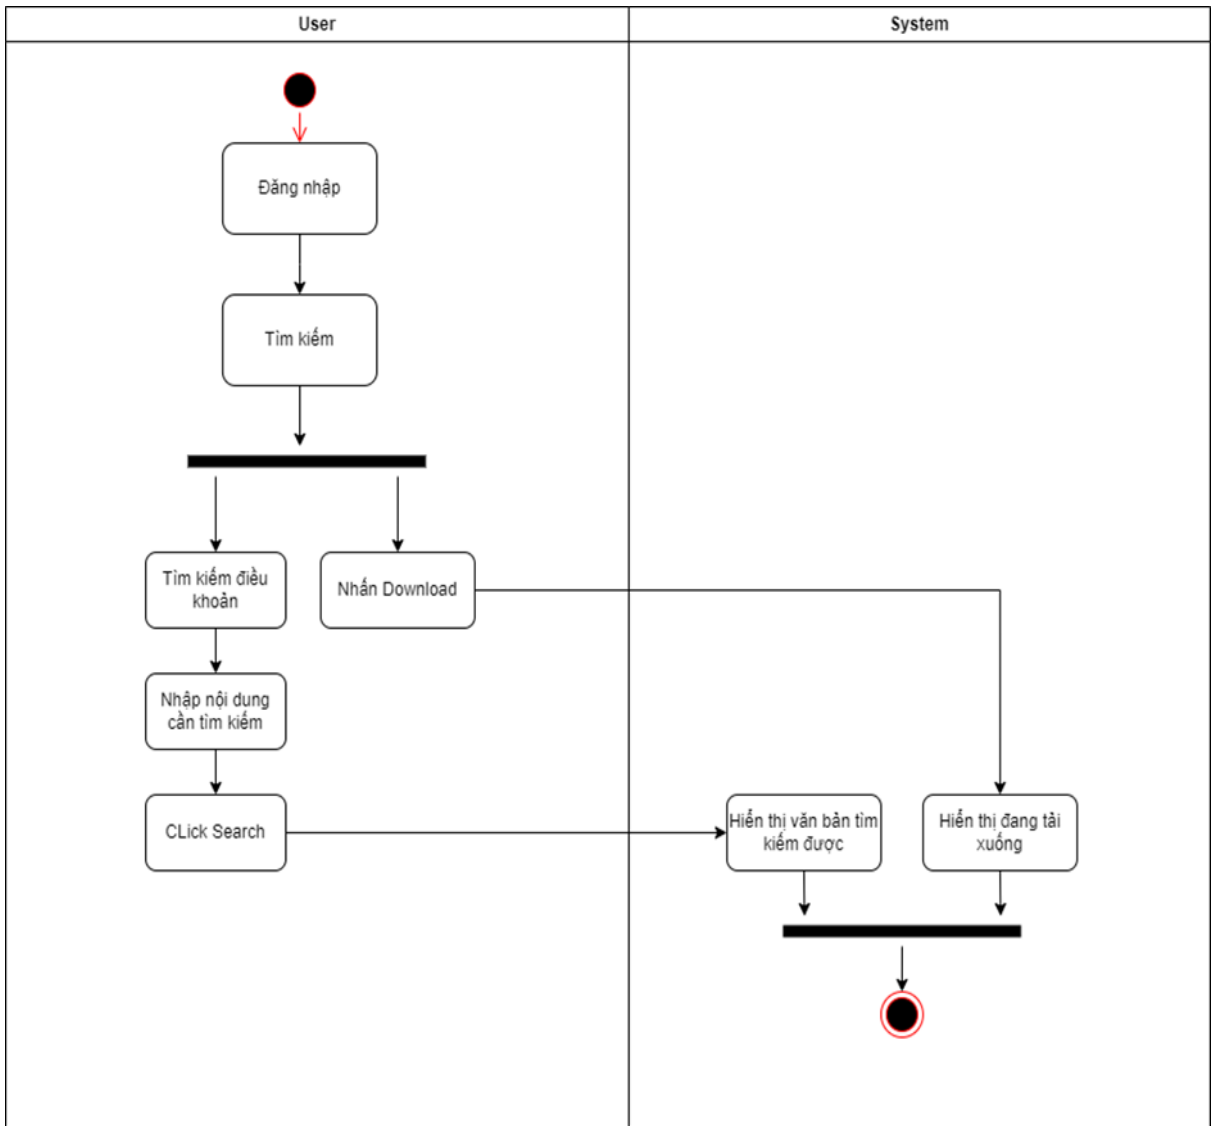 User
System
Đăng nhập
Tìm kiếm
Tìm kiếm điều
khoản
Nhấn Download
Nhập nội dung
cần tìm kiếm
CLick Search
Hiển thị văn bản tìm
kiếm được
Hiển thị đang tải
xuống